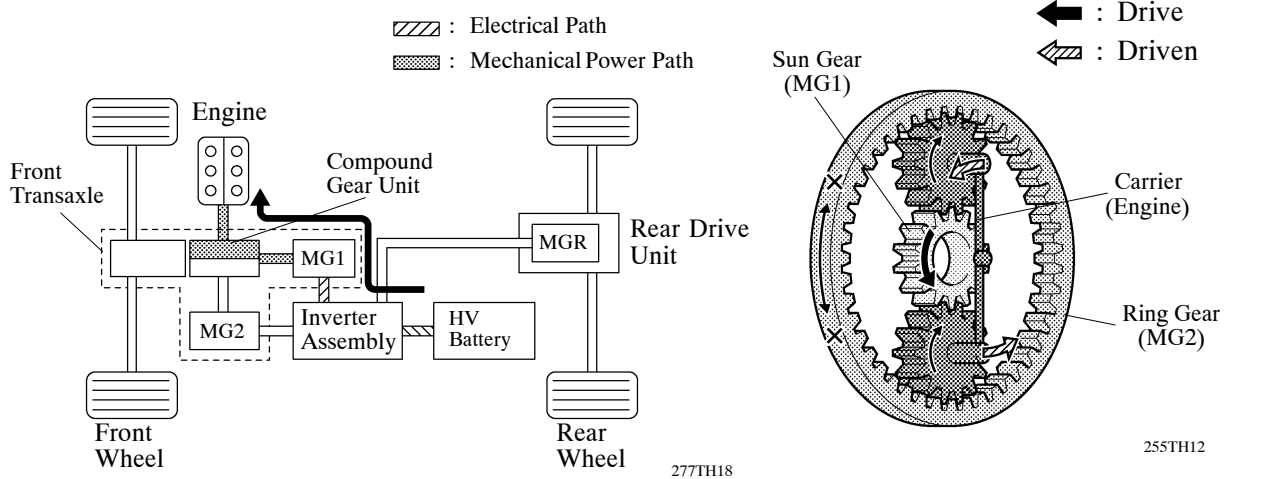 : Electrical Path
: Mechanical Power Path
Engine
Compound
Gear Unit
Front
Transaxle
MG1
MGR
Rear Drive
Unit
MG2
Inverter
Assembly
HV
Battery
Front
Wheel
Rear
Wheel
277TH18
: Drive
: Driven
Sun Gear
(MG1)
Carrier
(Engine)
Ring Gear
(MG2)
255TH12